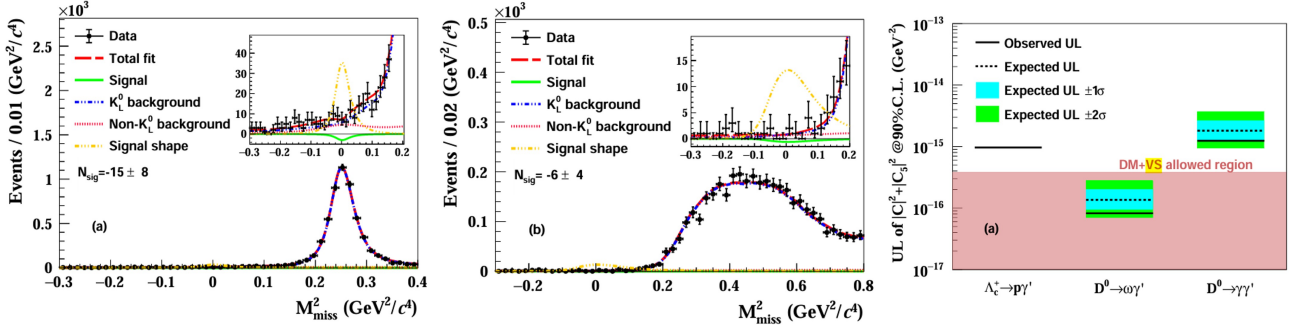 ×10³
Events / 0.01 (GeV²/c⁴)
2.5
2
1.5
1
0.5
0
Data
Total fit
Signal
K⁰_L background
Non-K⁰_L background
Signal shape
N_sig=-15 ± 8
(a)
40
30
20
10
0
−0.3 −0.2 −0.1 0 0.1 0.2
−0.3 −0.2 −0.1 0 0.1 0.2 0.3 0.4
M²_miss (GeV²/c⁴)
×10³
Events / 0.02 (GeV²/c⁴)
0.5
0.4
0.3
0.2
0.1
0
Data
Total fit
Signal
K⁰_L background
Non-K⁰_L background
Signal shape
N_sig= -6 ± 4
(b)
20
15
10
5
0
−0.3 −0.2 −0.1 0 0.1 0.2
−0.2 0 0.2 0.4 0.6 0.8
M²_miss (GeV²/c⁴)
UL of |C|²+|C₅|² @90%C.L. (GeV⁻²)
10⁻¹³
10⁻¹⁴
10⁻¹⁵
10⁻¹⁶
10⁻¹⁷
Observed UL
Expected UL
Expected UL ±1σ
Expected UL ±2σ
DM+VS allowed region
(a)
Λ⁺_c→pγ' D⁰→ωγ' D⁰→γγ'